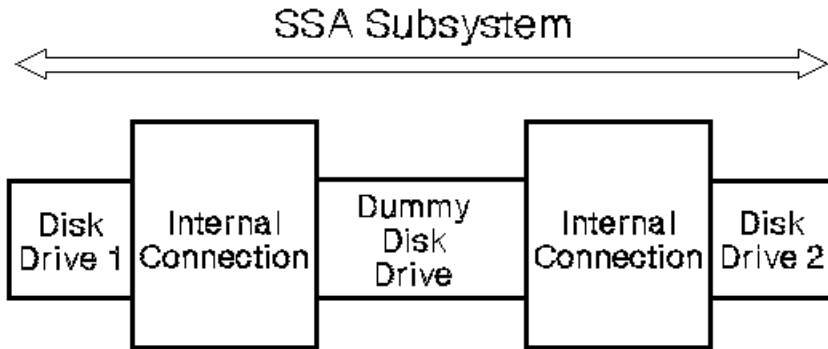 SSA Subsystem
Disk
Drive 1
Internal
Connection
Dummy
Disk
Drive
Internal
Connection
Disk
Drive 2